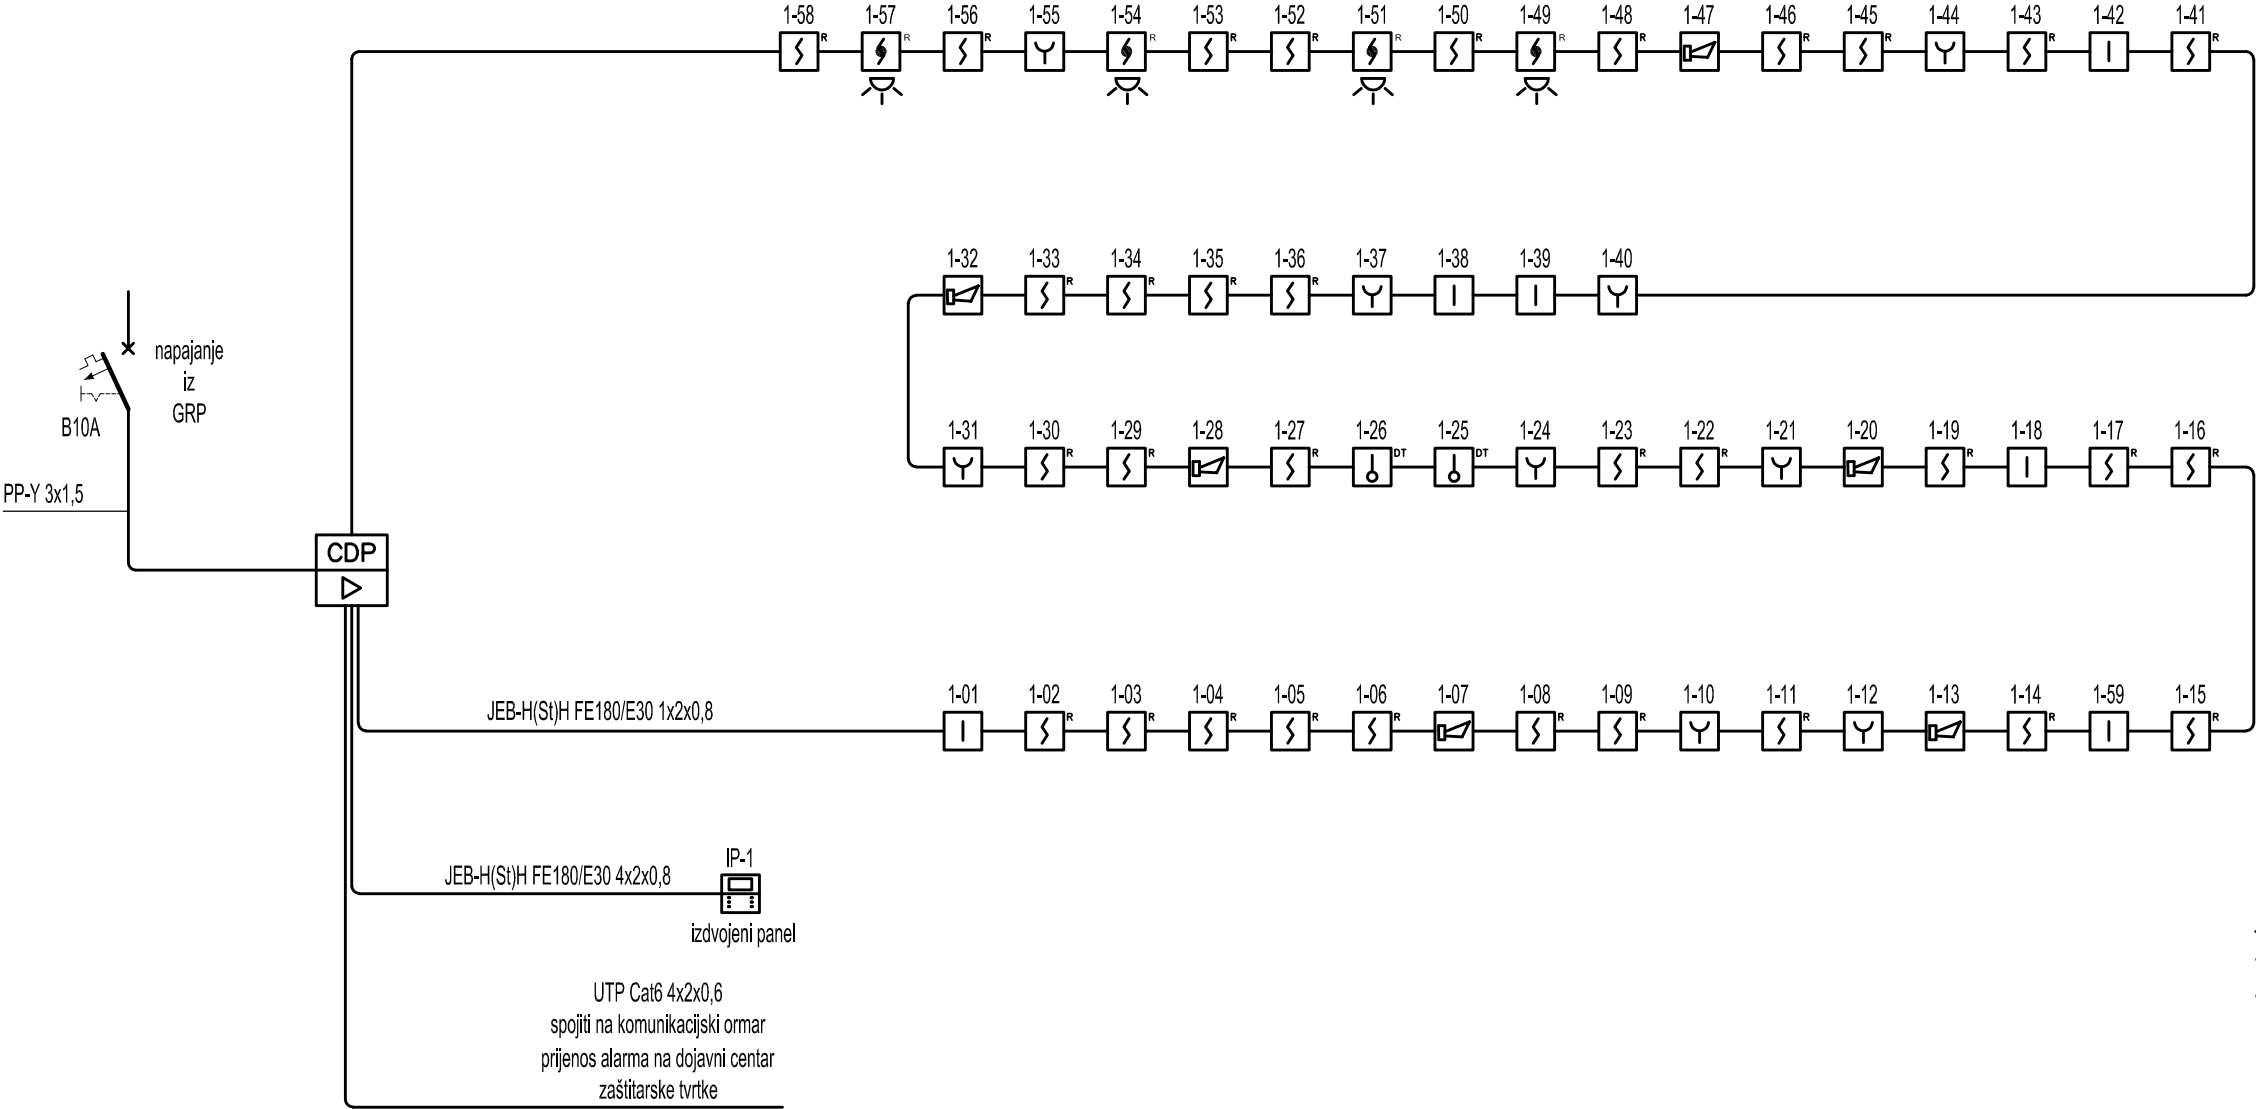 1-58 1-57 1-56 1-55 1-54 1-53 1-52 1-51 1-50 1-49 1-48 1-47 1-46 1-45 1-44 1-43 1-42 1-41
R R R R R R R R R R R R R R
1-32 1-33 1-34 1-35 1-36 1-37 1-38 1-39 1-40
R R R R
napajanje
iz
GRP
B10A
PP-Y 3x1,5
1-31 1-30 1-29 1-28 1-27 1-26 1-25 1-24 1-23 1-22 1-21 1-20 1-19 1-18 1-17 1-16
R R R DT DT R R R R R
CDP
JEB-H(St)H FE180/E30 1x2x0,8
1-01 1-02 1-03 1-04 1-05 1-06 1-07 1-08 1-09 1-10 1-11 1-12 1-13 1-14 1-59 1-15
R R R R R R R R R R
JEB-H(St)H FE180/E30 4x2x0,8
IP-1
izdvojeni panel
UTP Cat6 4x2x0,6
spojiti na komunikacijski ormar
prijenos alarma na dojavni centar
zaštitarske tvrtke